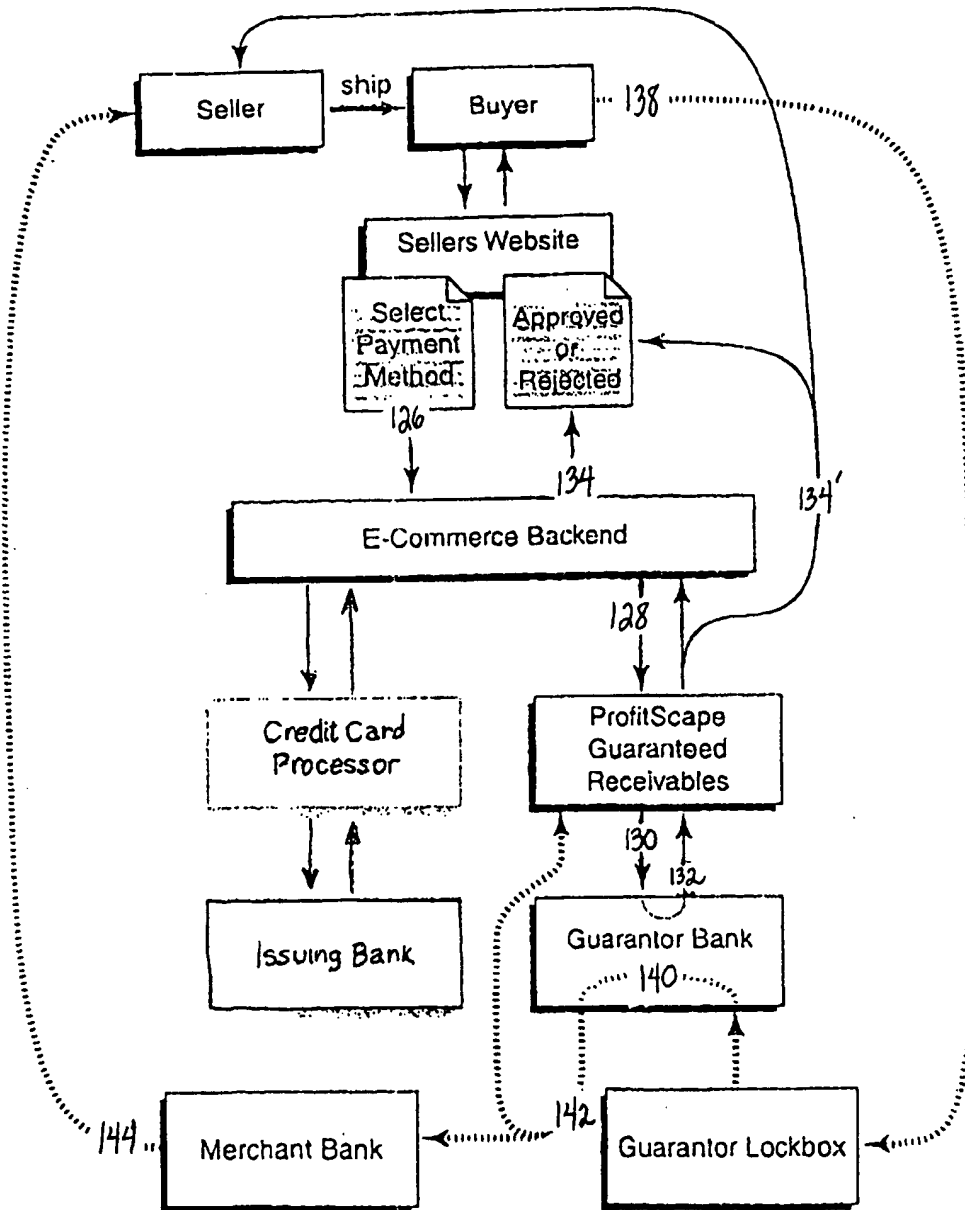 Seller
ship
Buyer
138
Sellers Website
Select
Payment
Method
Approved
or
Rejected
126
134
134'
E-Commerce Backend
128
Credit Card
Processor
ProfitScape
Guaranteed
Receivables
130
132
Issuing Bank
Guarantor Bank
140
144
Merchant Bank
142
Guarantor Lockbox